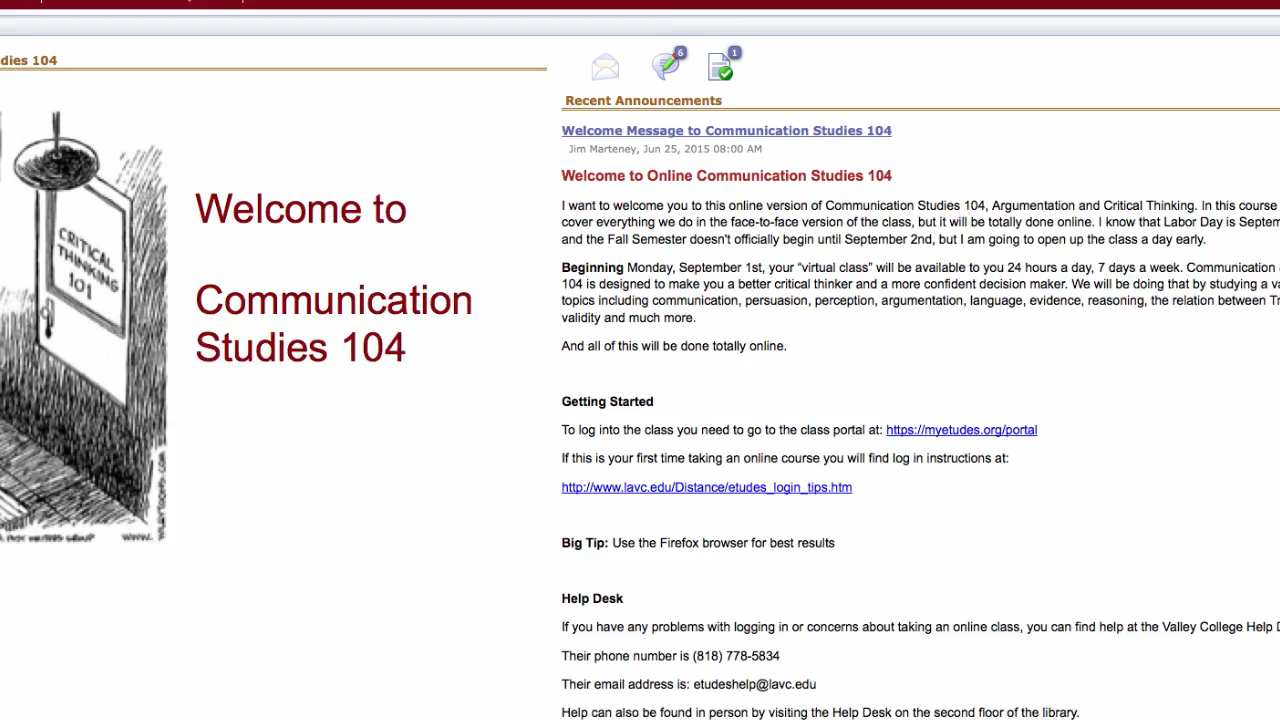 dies 104
CRITICAL
THINKING
101
Welcome to
Communication
Studies 104
6
1
Recent Announcements
Welcome Message to Communication Studies 104
Jim Marteney, Jun 25, 2015 08:00 AM
Welcome to Online Communication Studies 104
I want to welcome you to this online version of Communication Studies 104, Argumentation and Critical Thinking. In this course
cover everything we do in the face-to-face version of the class, but it will be totally done online. I know that Labor Day is Septem
and the Fall Semester doesn't officially begin until September 2nd, but I am going to open up the class a day early.
Beginning Monday, September 1st, your “virtual class” will be available to you 24 hours a day, 7 days a week. Communication
104 is designed to make you a better critical thinker and a more confident decision maker. We will be doing that by studying a va
topics including communication, persuasion, perception, argumentation, language, evidence, reasoning, the relation between Tr
validity and much more.
And all of this will be done totally online.
Getting Started
To log into the class you need to go to the class portal at: https://myetudes.org/portal
If this is your first time taking an online course you will find log in instructions at:
http://www.lavc.edu/Distance/etudes_login_tips.htm
Big Tip: Use the Firefox browser for best results
Help Desk
If you have any problems with logging in or concerns about taking an online class, you can find help at the Valley College Help D
Their phone number is (818) 778-5834
Their email address is: etudeshelp@lavc.edu
Help can also be found in person by visiting the Help Desk on the second floor of the library.